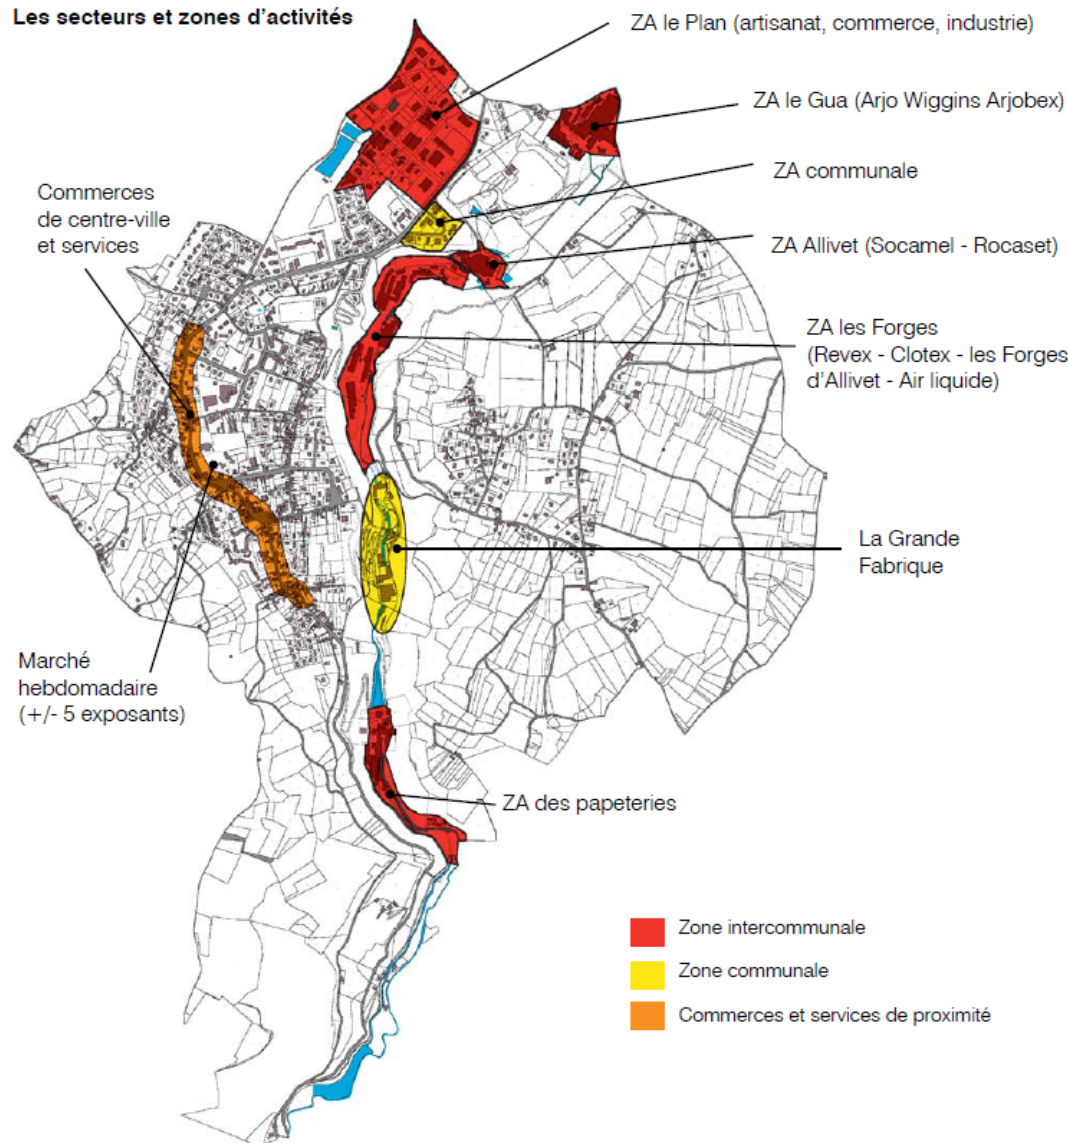 Les secteurs et zones d'activités
ZA le Plan (artisanat, commerce, industrie)
ZA le Gua (Arjo Wiggins Arjobex)
ZA communale
Commerces
de centre-ville
et services
ZA Allivet (Socamel - Rocaset)
ZA les Forges
(Revex - Clotex - les Forges
d'Allivet - Air liquide)
La Grande
Fabrique
Marché
hebdomadaire
(+/- 5 exposants)
ZA des papeteries
Zone intercommunale
Zone communale
Commerces et services de proximité